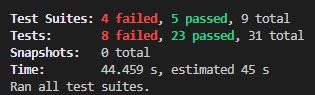 Test Suites: 4 failed, 5 passed, 9 total
Tests: 8 failed, 23 passed, 31 total
Snapshots: 0 total
Time: 44.459 s, estimated 45 s
Ran all test suites.